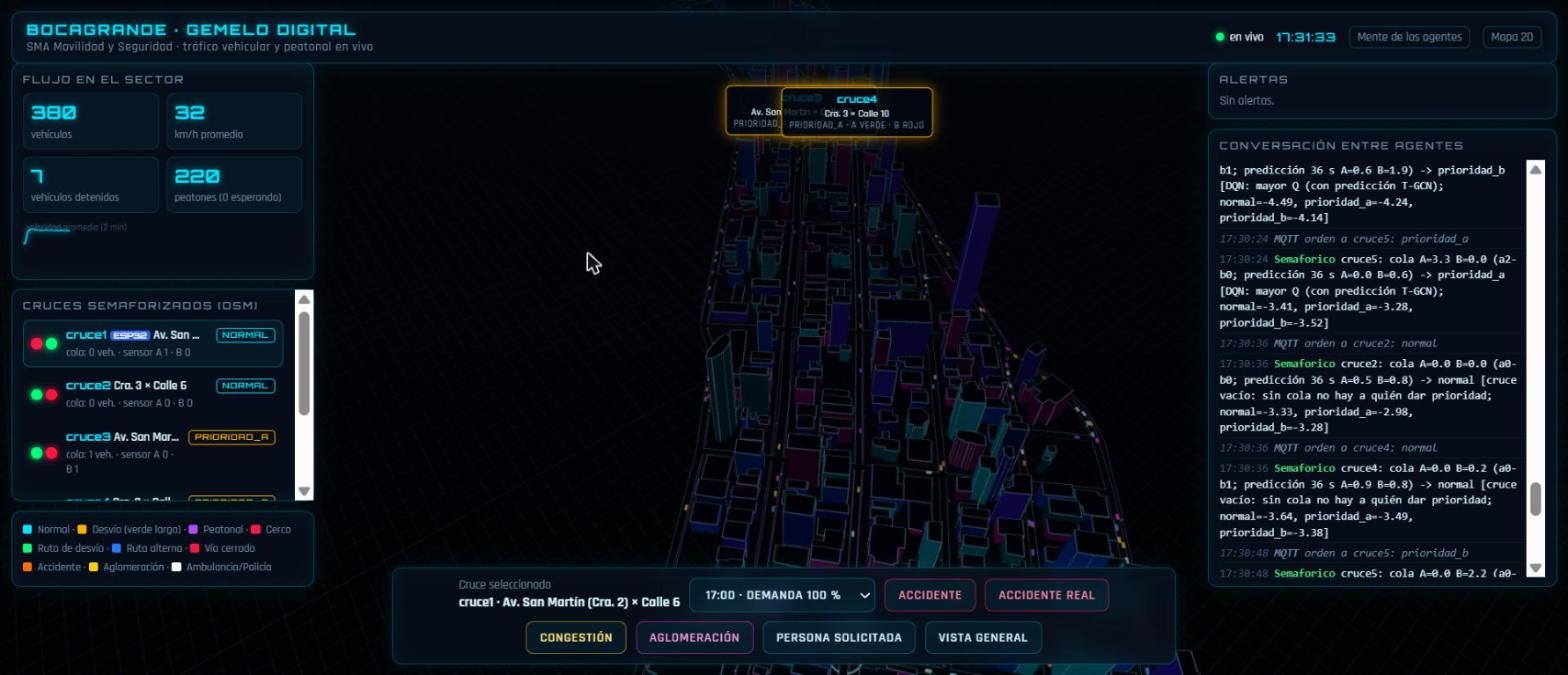 BOCAGRANDE · GEMELO DIGITAL
SMA Movilidad y Seguridad · tráfico vehicular y peatonal en vivo
en vivo 17:31:33 Mente de los agentes Mapa 2D
FLUJO EN EL SECTOR
380
vehículos
32
km/h promedio
7
vehículos detenidos
220
peatones (0 esperando)
promedio (2 min)
CRUCES SEMAFORIZADOS (OSM)
cruce1 ESP32 Av. San ... NORMAL
cola: 0 veh. · sensor A 1 · B 0
cruce2 Cra. 3 × Calle 6 NORMAL
cola: 0 veh. · sensor A 0 · B 0
cruce3 Av. San Mar... PRIORIDAD_A
cola: 1 veh. · sensor A 0 ·
B 1
Normal · Desvío (verde largo) · Peatonal · Cerco
Ruta de desvío · Ruta alterna · Vía cerrada
Accidente · Aglomeración · Ambulancia/Policía
cruce3
Av. San Martín ×
PRIORIDAD_
cruce4
Cra. 3 × Calle 10
PRIORIDAD_A · A VERDE · B ROJO
Cruce seleccionado
cruce1 · Av. San Martín (Cra. 2) × Calle 6
17:00 · DEMANDA 100 %
ACCIDENTE
ACCIDENTE REAL
CONGESTIÓN
AGLOMERACIÓN
PERSONA SOLICITADA
VISTA GENERAL
ALERTAS
Sin alertas.
CONVERSACIÓN ENTRE AGENTES
b1; predicción 36 s A=0.6 B=1.9) -> prioridad_b
[DQN: mayor Q (con predicción T-GCN);
normal=-4.49, prioridad_a=-4.24,
prioridad_b=-4.14]
17:30:24 MQTT orden a cruce5: prioridad_a
17:30:24 Semaforico cruce5: cola A=3.3 B=0.0 (a2-
b0; predicción 36 s A=0.0 B=0.6) -> prioridad_a
[DQN: mayor Q (con predicción T-GCN);
normal=-3.41, prioridad_a=-3.28,
prioridad_b=-3.52]
17:30:36 MQTT orden a cruce2: normal
17:30:36 Semaforico cruce2: cola A=0.0 B=0.0 (a0-
b0; predicción 36 s A=0.5 B=0.8) -> normal [cruce
vacío: sin cola no hay a quién dar prioridad;
normal=-3.33, prioridad_a=-2.98,
prioridad_b=-3.28]
17:30:36 MQTT orden a cruce4: normal
17:30:36 Semaforico cruce4: cola A=0.0 B=0.2 (a0-
b1; predicción 36 s A=0.9 B=0.8) -> normal [cruce
vacío: sin cola no hay a quién dar prioridad;
normal=-3.64, prioridad_a=-3.49,
prioridad_b=-3.38]
17:30:48 MQTT orden a cruce5: prioridad_b
17:30:48 Semaforico cruce5: cola A=0.0 B=2.2 (a0-